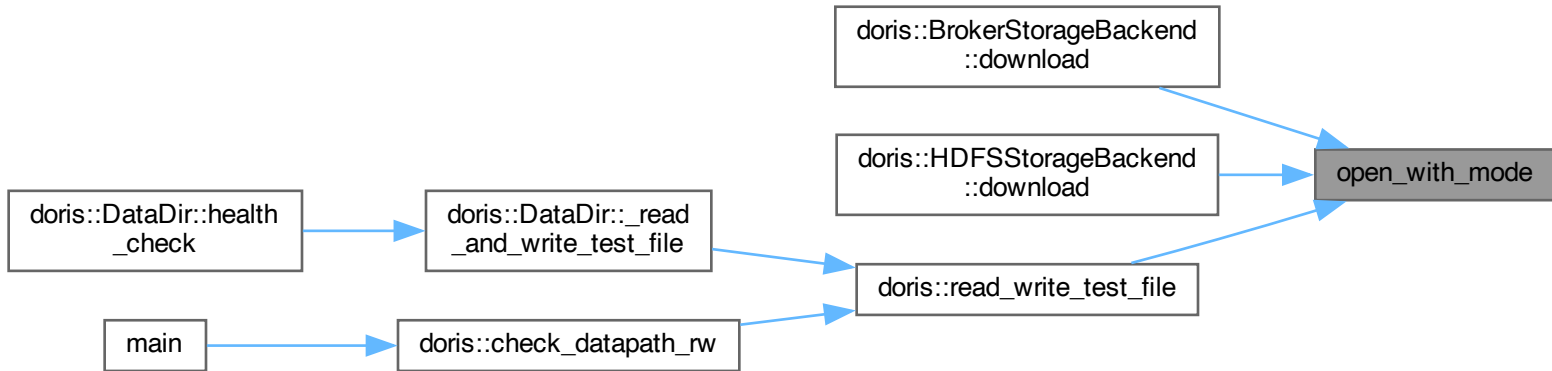 doris::BrokerStorageBackend
::download
doris::HDFSStorageBackend
::download
open_with_mode
doris::DataDir::health
_check
doris::DataDir::_read
_and_write_test_file
doris::read_write_test_file
main
doris::check_datapath_rw